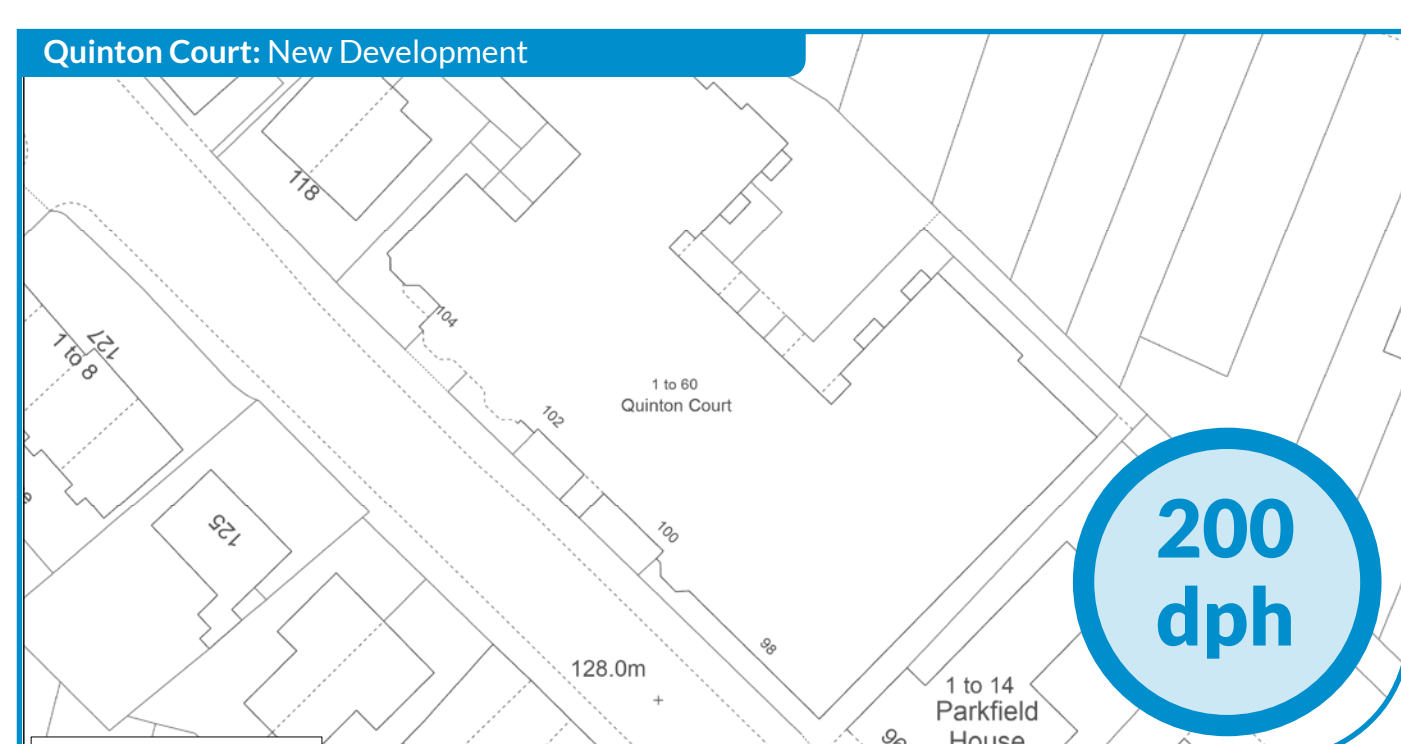 Quinton Court: New Development
118
104
127
1 to 8
1 to 60
Quinton Court
102
125
100
98
128.0m
200
dph
1 to 14
Parkfield
House